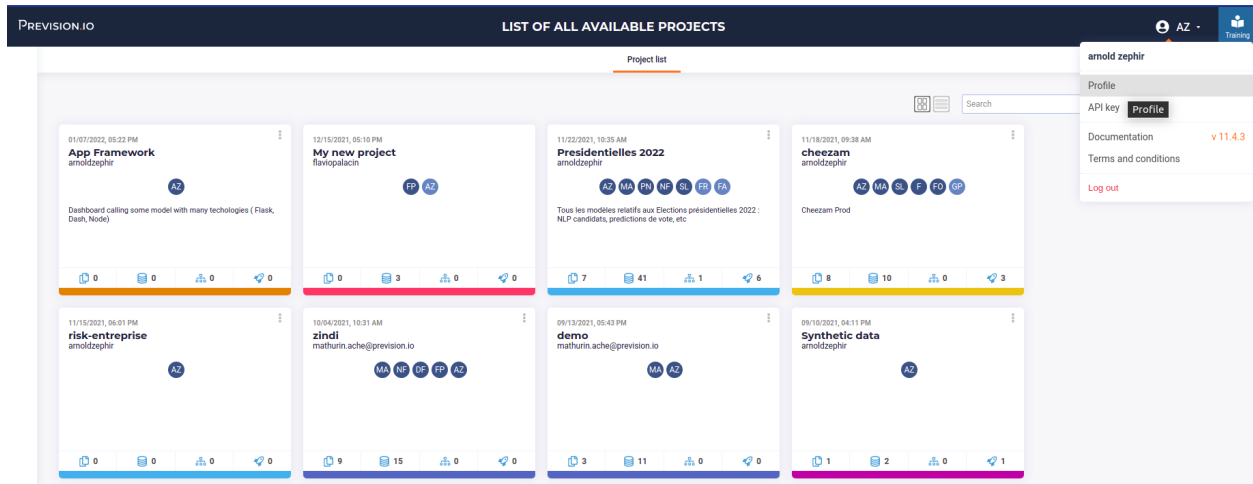 PREVISION.IO
LIST OF ALL AVAILABLE PROJECTS
AZ
Training
Project list
arnold zephir
Profile
API key
Profile
Documentation v 11.4.3
Terms and conditions
Log out
Search
01/07/2022, 05:22 PM
App Framework
arnoldzephir
AZ
Dashboard calling some model with many techologies ( Flask,
Dash, Node)
0 0 0 0
12/15/2021, 05:10 PM
My new project
flaviopalacin
FP AZ
0 3 0 0
11/22/2021, 10:35 AM
Presidentielles 2022
arnoldzephir
AZ MA PN NF SL FR FA
Tous les modèles relatifs aux Elections présidentielles 2022 :
NLP candidats, predictions de vote, etc
7 41 1 6
11/18/2021, 09:38 AM
cheezam
arnoldzephir
AZ MA SL F FO GP
Cheezam Prod
8 10 0 3
11/15/2021, 06:01 PM
risk-entreprise
arnoldzephir
AZ
0 0 0 0
10/04/2021, 10:31 AM
zindi
mathurin.ache@prevision.io
MA NF DF FP AZ
9 15 0 0
09/13/2021, 05:43 PM
demo
mathurin.ache@prevision.io
MA AZ
3 11 0 0
09/10/2021, 04:11 PM
Synthetic data
arnoldzephir
AZ
1 2 0 1